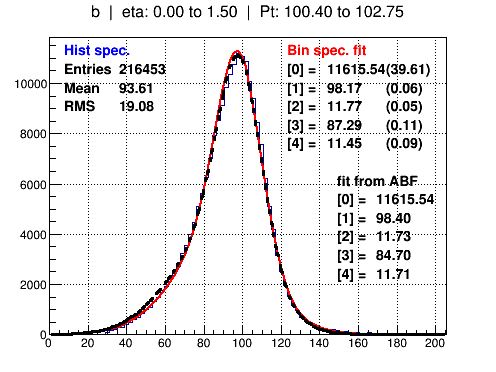 b | eta: 0.00 to 1.50 | Pt: 100.40 to 102.75
Hist spec.
Entries 216453
Mean 93.61
RMS 19.08
Bin spec. fit
[0] = 11615.54(39.61)
[1] = 98.17 (0.06)
[2] = 11.77 (0.05)
[3] = 87.29 (0.11)
[4] = 11.45 (0.09)
fit from ABF
[0] = 11615.54
[1] = 98.40
[2] = 11.73
[3] = 84.70
[4] = 11.71
10000
8000
6000
4000
2000
0
0 20 40 60 80 100 120 140 160 180 200